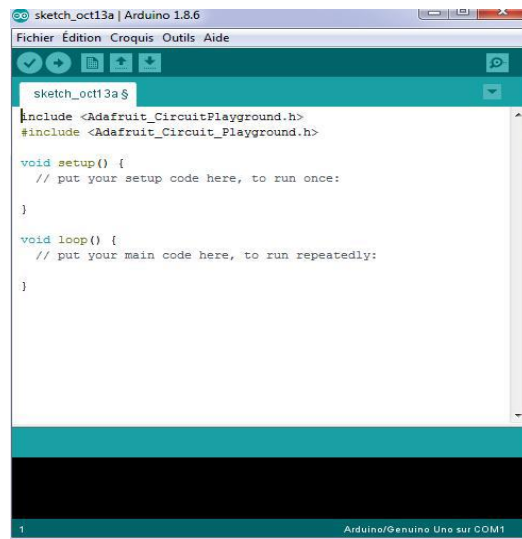 sketch_oct13a | Arduino 1.8.6
Fichier Édition Croquis Outils Aide
sketch_oct13a §
include <Adafruit_CircuitPlayground.h>
#include <Adafruit_Circuit_Playground.h>
void setup() {
// put your setup code here, to run once:
}
void loop() {
// put your main code here, to run repeatedly:
}
1
Arduino/Genuino Uno sur COM1